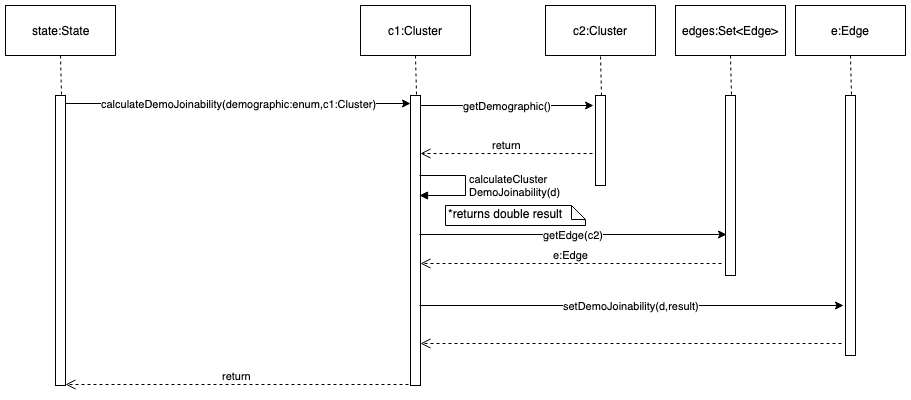 state:State
c1:Cluster
c2:Cluster
edges:Set<Edge>
e:Edge
calculateDemoJoinability(demographic:enum,c1:Cluster)
getDemographic()
return
calculateCluster
DemoJoinability(d)
*returns double result
getEdge(c2)
e:Edge
setDemoJoinability(d,result)
return